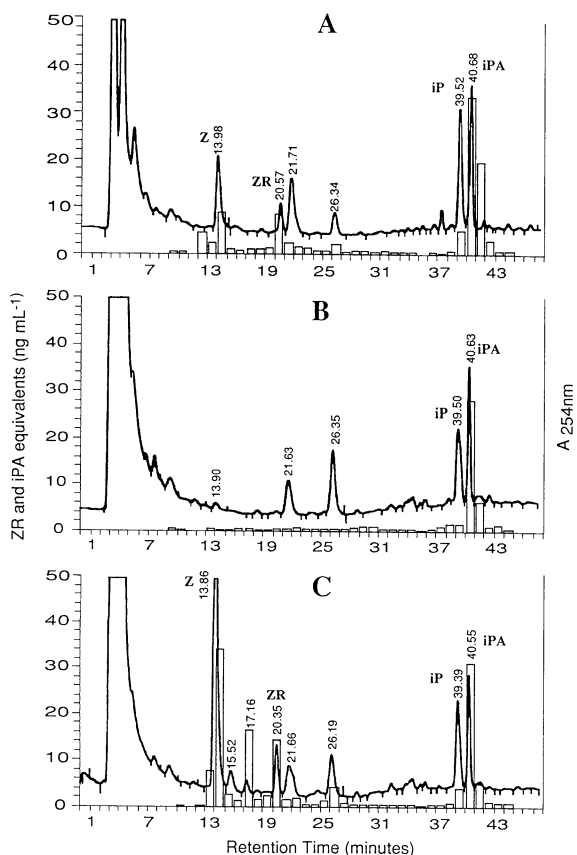 A
50
40
30
20
10
0
Z
13.98
ZR
20.57
21.71
26.34
iP
39.52
40.68
iPA
1 7 13 19 25 31 37 43
B
50
40
30
20
10
0
13.90
21.63
26.35
iP
39.50
40.63
iPA
1 7 13 19 25 31 37 43
C
50
40
30
20
10
0
Z
13.86
15.52
17.16
ZR
20.35
21.66
26.19
iP
39.39
40.55
iPA
1 7 13 19 25 31 37 43
ZR and iPA equivalents (ng mL-1)
A 254nm
Retention Time (minutes)